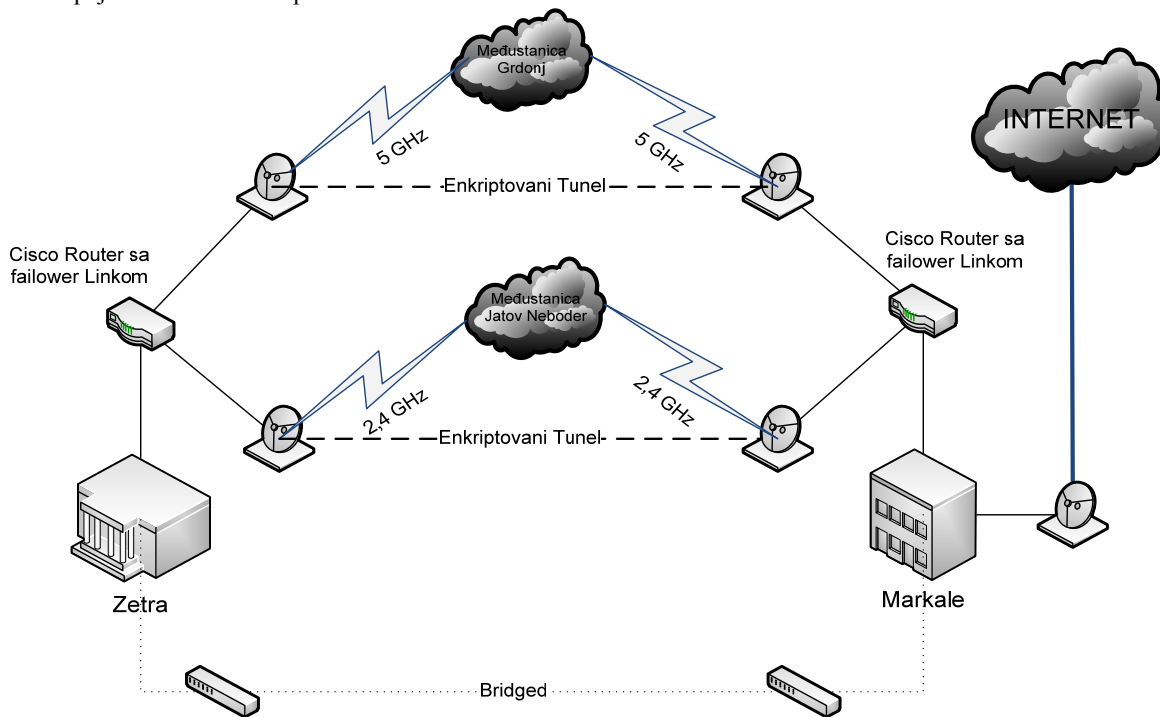 Međustanica
Grdonj
INTERNET
5 GHz
5 GHz
Enkriptovani Tunel
Cisco Router sa
failower Linkom
Cisco Router sa
failower Linkom
Međustanica
Jatov Neboder
2,4 GHz
2,4 GHz
Enkriptovani Tunel
Zetra
Markale
Bridged